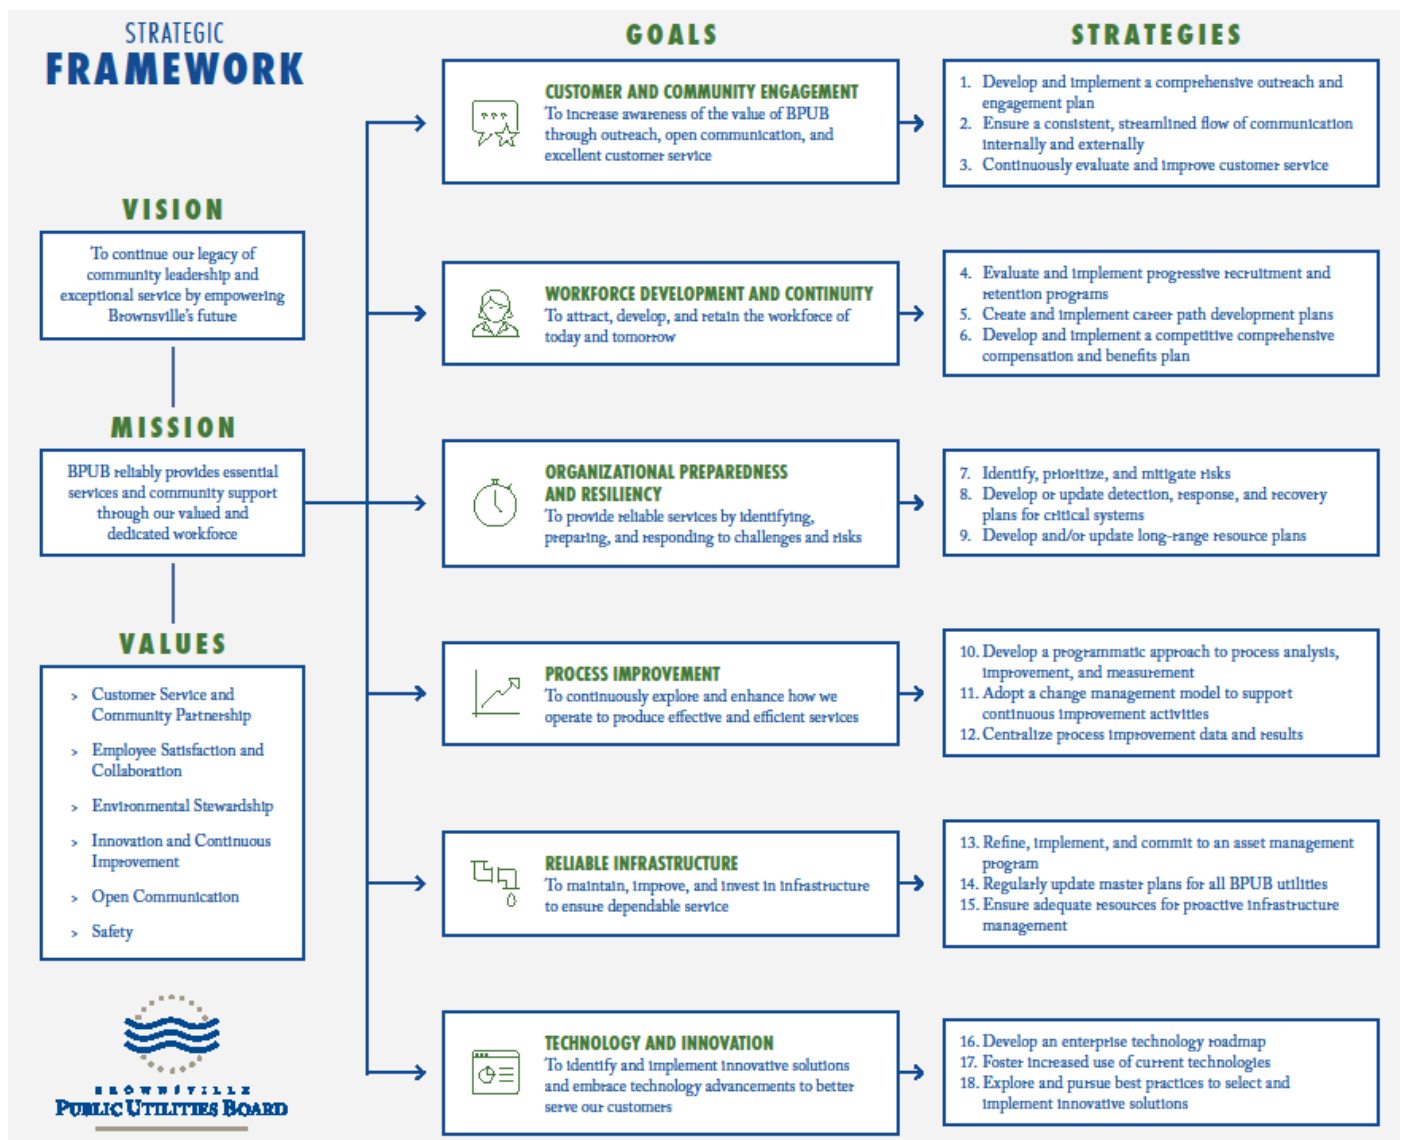 STRATEGIC
FRAMEWORK
VISION
To continue our legacy of
community leadership and
exceptional service by empowering
Brownsville's future
MISSION
BPUB reliably provides essential
services and community support
through our valued and
dedicated workforce
VALUES
> Customer Service and
Community Partnership
> Employee Satisfaction and
Collaboration
> Environmental Stewardship
> Innovation and Continuous
Improvement
> Open Communication
> Safety
BROWNSVILLE
PUBLIC UTILITIES BOARD
GOALS
CUSTOMER AND COMMUNITY ENGAGEMENT
To increase awareness of the value of BPUB
through outreach, open communication, and
excellent customer service
WORKFORCE DEVELOPMENT AND CONTINUITY
To attract, develop, and retain the workforce of
today and tomorrow
ORGANIZATIONAL PREPAREDNESS
AND RESILIENCY
To provide reliable services by identifying,
preparing, and responding to challenges and risks
PROCESS IMPROVEMENT
To continuously explore and enhance how we
operate to produce effective and efficient services
RELIABLE INFRASTRUCTURE
To maintain, improve, and invest in infrastructure
to ensure dependable service
TECHNOLOGY AND INNOVATION
To identify and implement innovative solutions
and embrace technology advancements to better
serve our customers
STRATEGIES
1. Develop and implement a comprehensive outreach and
engagement plan
2. Ensure a consistent, streamlined flow of communication
internally and externally
3. Continuously evaluate and improve customer service
4. Evaluate and implement progressive recruitment and
retention programs
5. Create and implement career path development plans
6. Develop and implement a competitive comprehensive
compensation and benefits plan
7. Identify, prioritize, and mitigate risks
8. Develop or update detection, response, and recovery
plans for critical systems
9. Develop and/or update long-range resource plans
10. Develop a programmatic approach to process analysis,
improvement, and measurement
11. Adopt a change management model to support
continuous improvement activities
12. Centralize process improvement data and results
13. Refine, implement, and commit to an asset management
program
14. Regularly update master plans for all BPUB utilities
15. Ensure adequate resources for proactive infrastructure
management
16. Develop an enterprise technology roadmap
17. Foster increased use of current technologies
18. Explore and pursue best practices to select and
implement innovative solutions